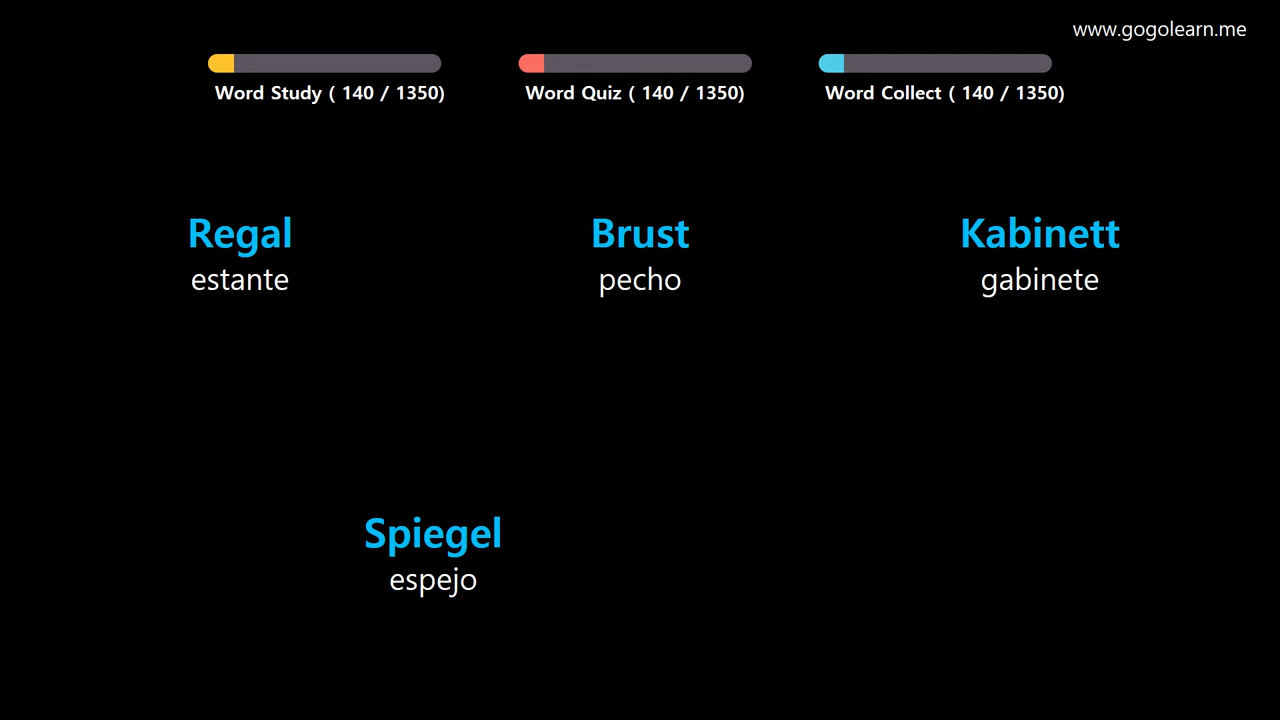 www.gogolearn.me
Word Study ( 140 / 1350)
Word Quiz ( 140 / 1350)
Word Collect ( 140 / 1350)
Regal
estante
Brust
pecho
Kabinett
gabinete
Spiegel
espejo